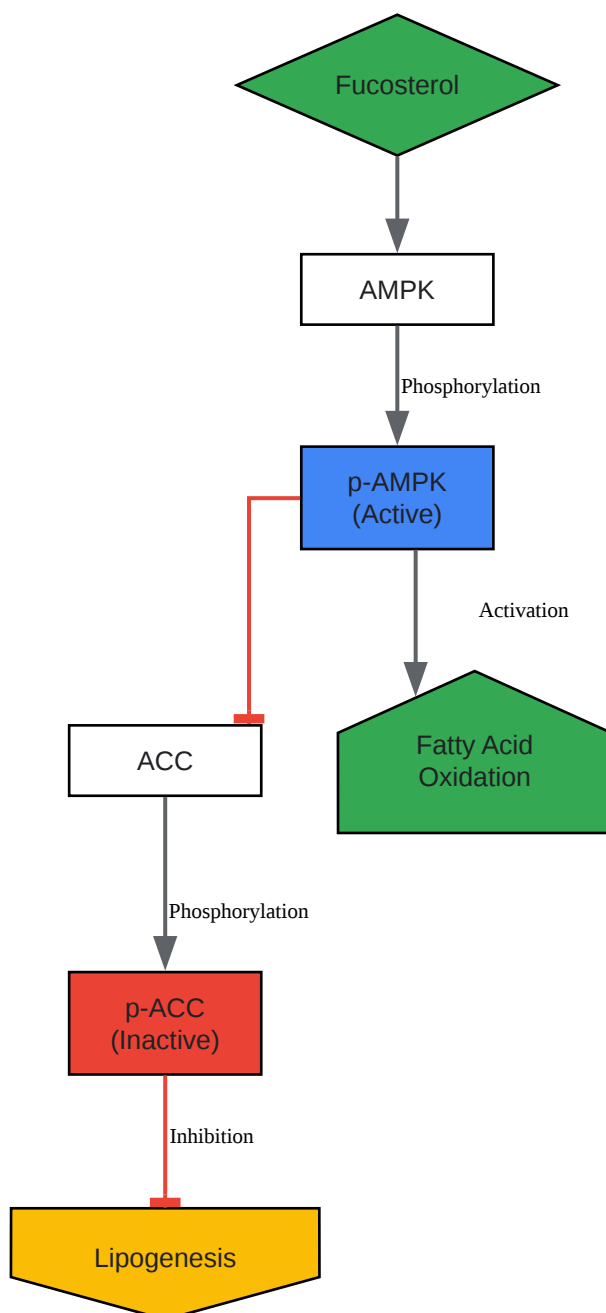 Fucosterol
AMPK
Phosphorylation
p-AMPK
(Active)
Activation
Fatty Acid
Oxidation
ACC
Phosphorylation
p-ACC
(Inactive)
Inhibition
Lipogenesis